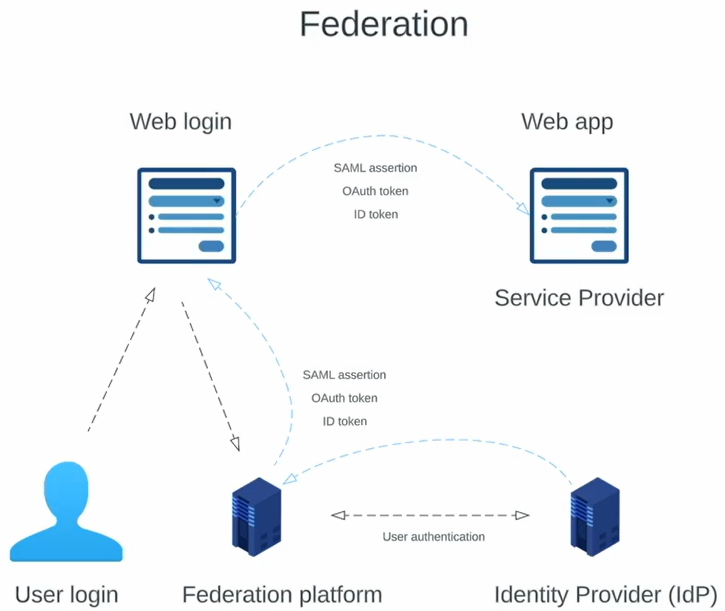 Federation
Web login
Web app
SAML assertion
OAuth token
ID token
Service Provider
SAML assertion
OAuth token
ID token
User authentication
User login
Federation platform
Identity Provider (IdP)